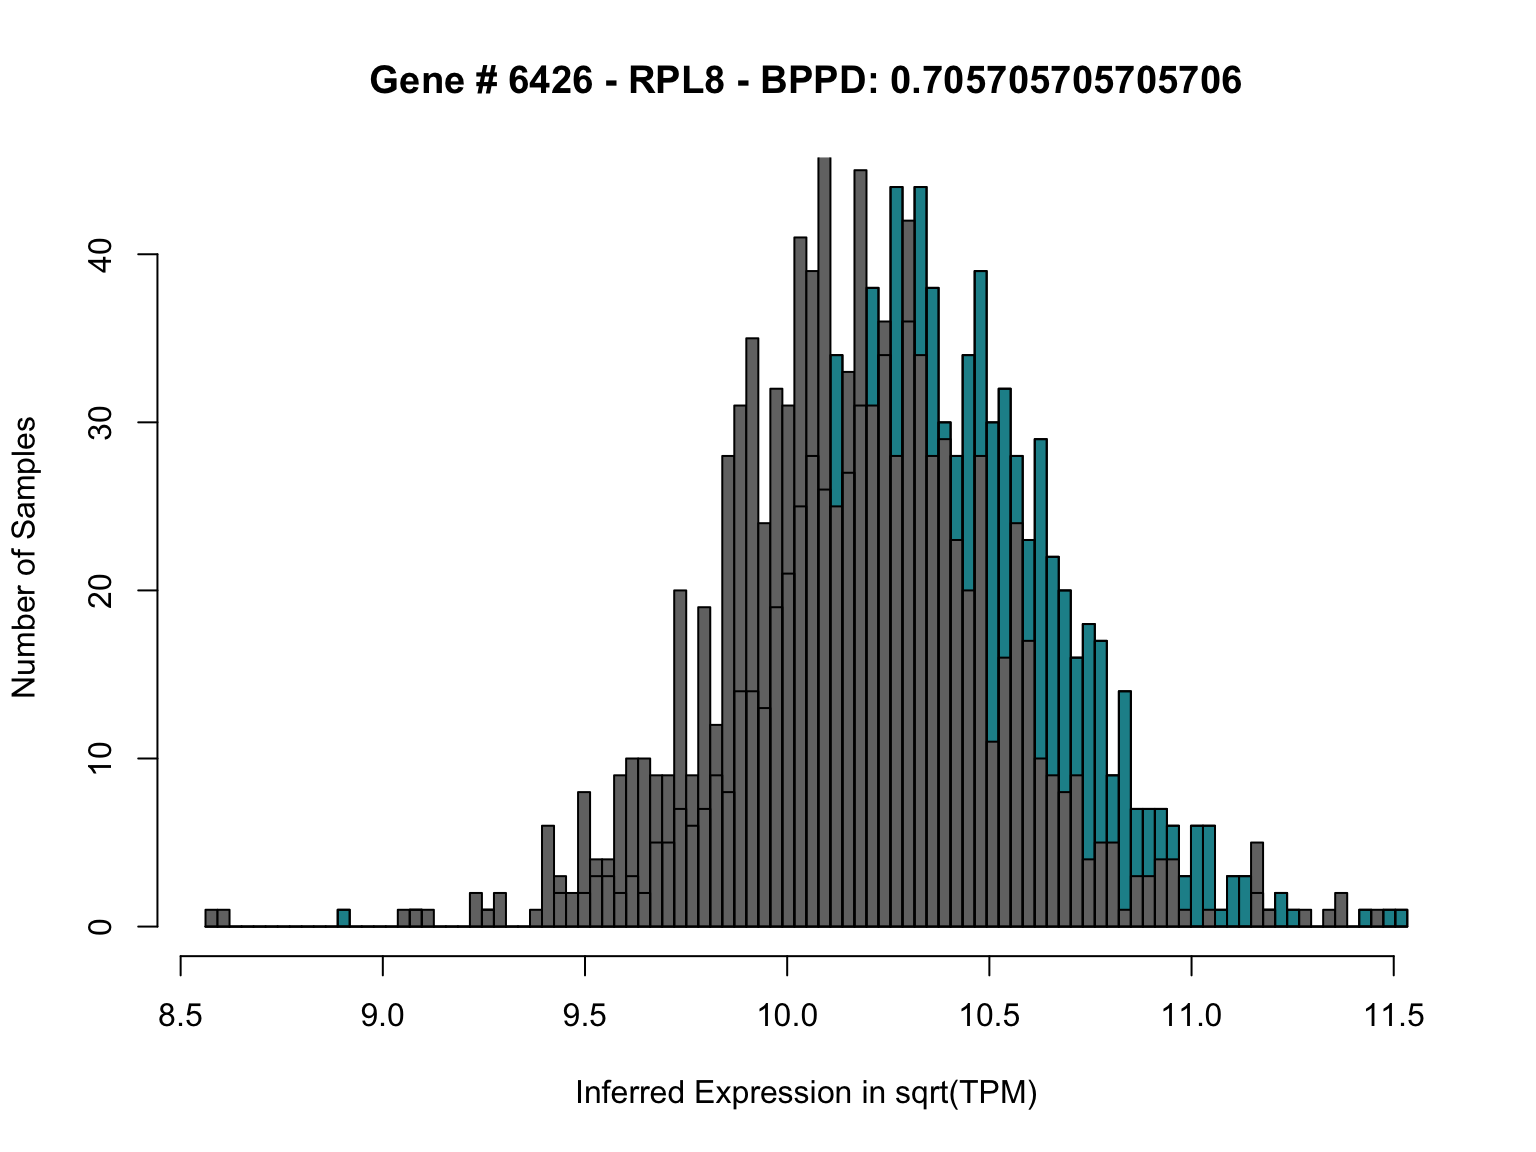 Gene # 6426 - RPL8 - BPPD: 0.705705705705706
Number of Samples
40
30
20
10
0
8.5 9.0 9.5 10.0 10.5 11.0 11.5
Inferred Expression in sqrt(TPM)